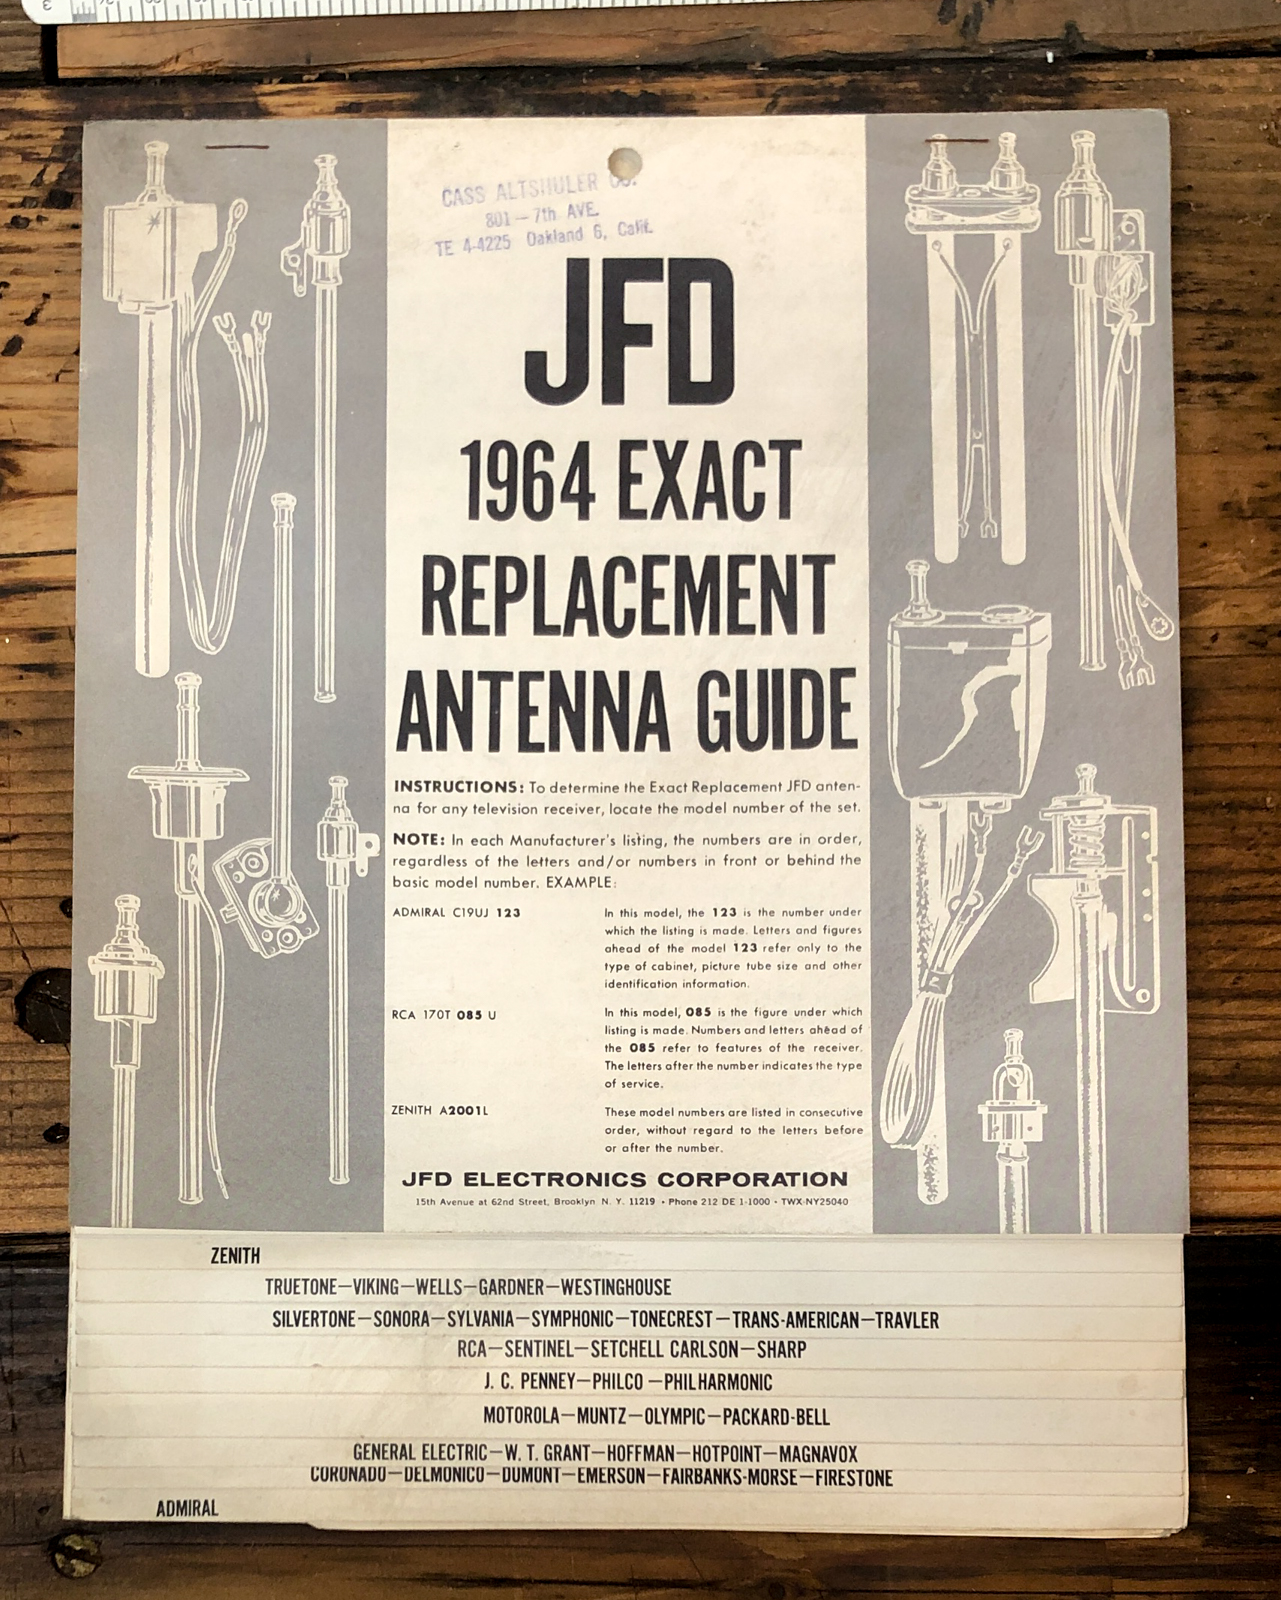 CASS ALTSHULER CO.
801 – 7th AVE.
TE 4-4225 Oakland 6, Calif.
JFD
1964 EXACT
REPLACEMENT
ANTENNA GUIDE
INSTRUCTIONS: To determine the Exact Replacement JFD anten-
na for any television receiver, locate the model number of the set.
NOTE: In each Manufacturer's listing, the numbers are in order,
regardless of the letters and/or numbers in front or behind the
basic model number. EXAMPLE:
ADMIRAL C19UJ 123
In this model, the 123 is the number under
which the listing is made. Letters and figures
ahead of the model 123 refer only to the
type of cabinet, picture tube size and other
identification information.
RCA 170T 085 U
In this model, 085 is the figure under which
listing is made. Numbers and letters ahead of
the 085 refer to features of the receiver.
The letters after the number indicates the type
of service.
ZENITH A2001L
These model numbers are listed in consecutive
order, without regard to the letters before
or after the number.
JFD ELECTRONICS CORPORATION
15th Avenue at 62nd Street, Brooklyn N. Y. 11219 • Phone 212 DE 1-1000 • TWX-NY25040
ZENITH
TRUETONE—VIKING—WELLS—GARDNER—WESTINGHOUSE
SILVERTONE—SONORA—SYLVANIA—SYMPHONIC—TONECREST—TRANS-AMERICAN—TRAVLER
RCA—SENTINEL—SETCHELL CARLSON—SHARP
J. C. PENNEY—PHILCO—PHILHARMONIC
MOTOROLA—MUNTZ—OLYMPIC—PACKARD-BELL
GENERAL ELECTRIC—W. T. GRANT—HOFFMAN—HOTPOINT—MAGNAVOX
CORONADO—DELMONICO—DUMONT—EMERSON—FAIRBANKS-MORSE—FIRESTONE
ADMIRAL